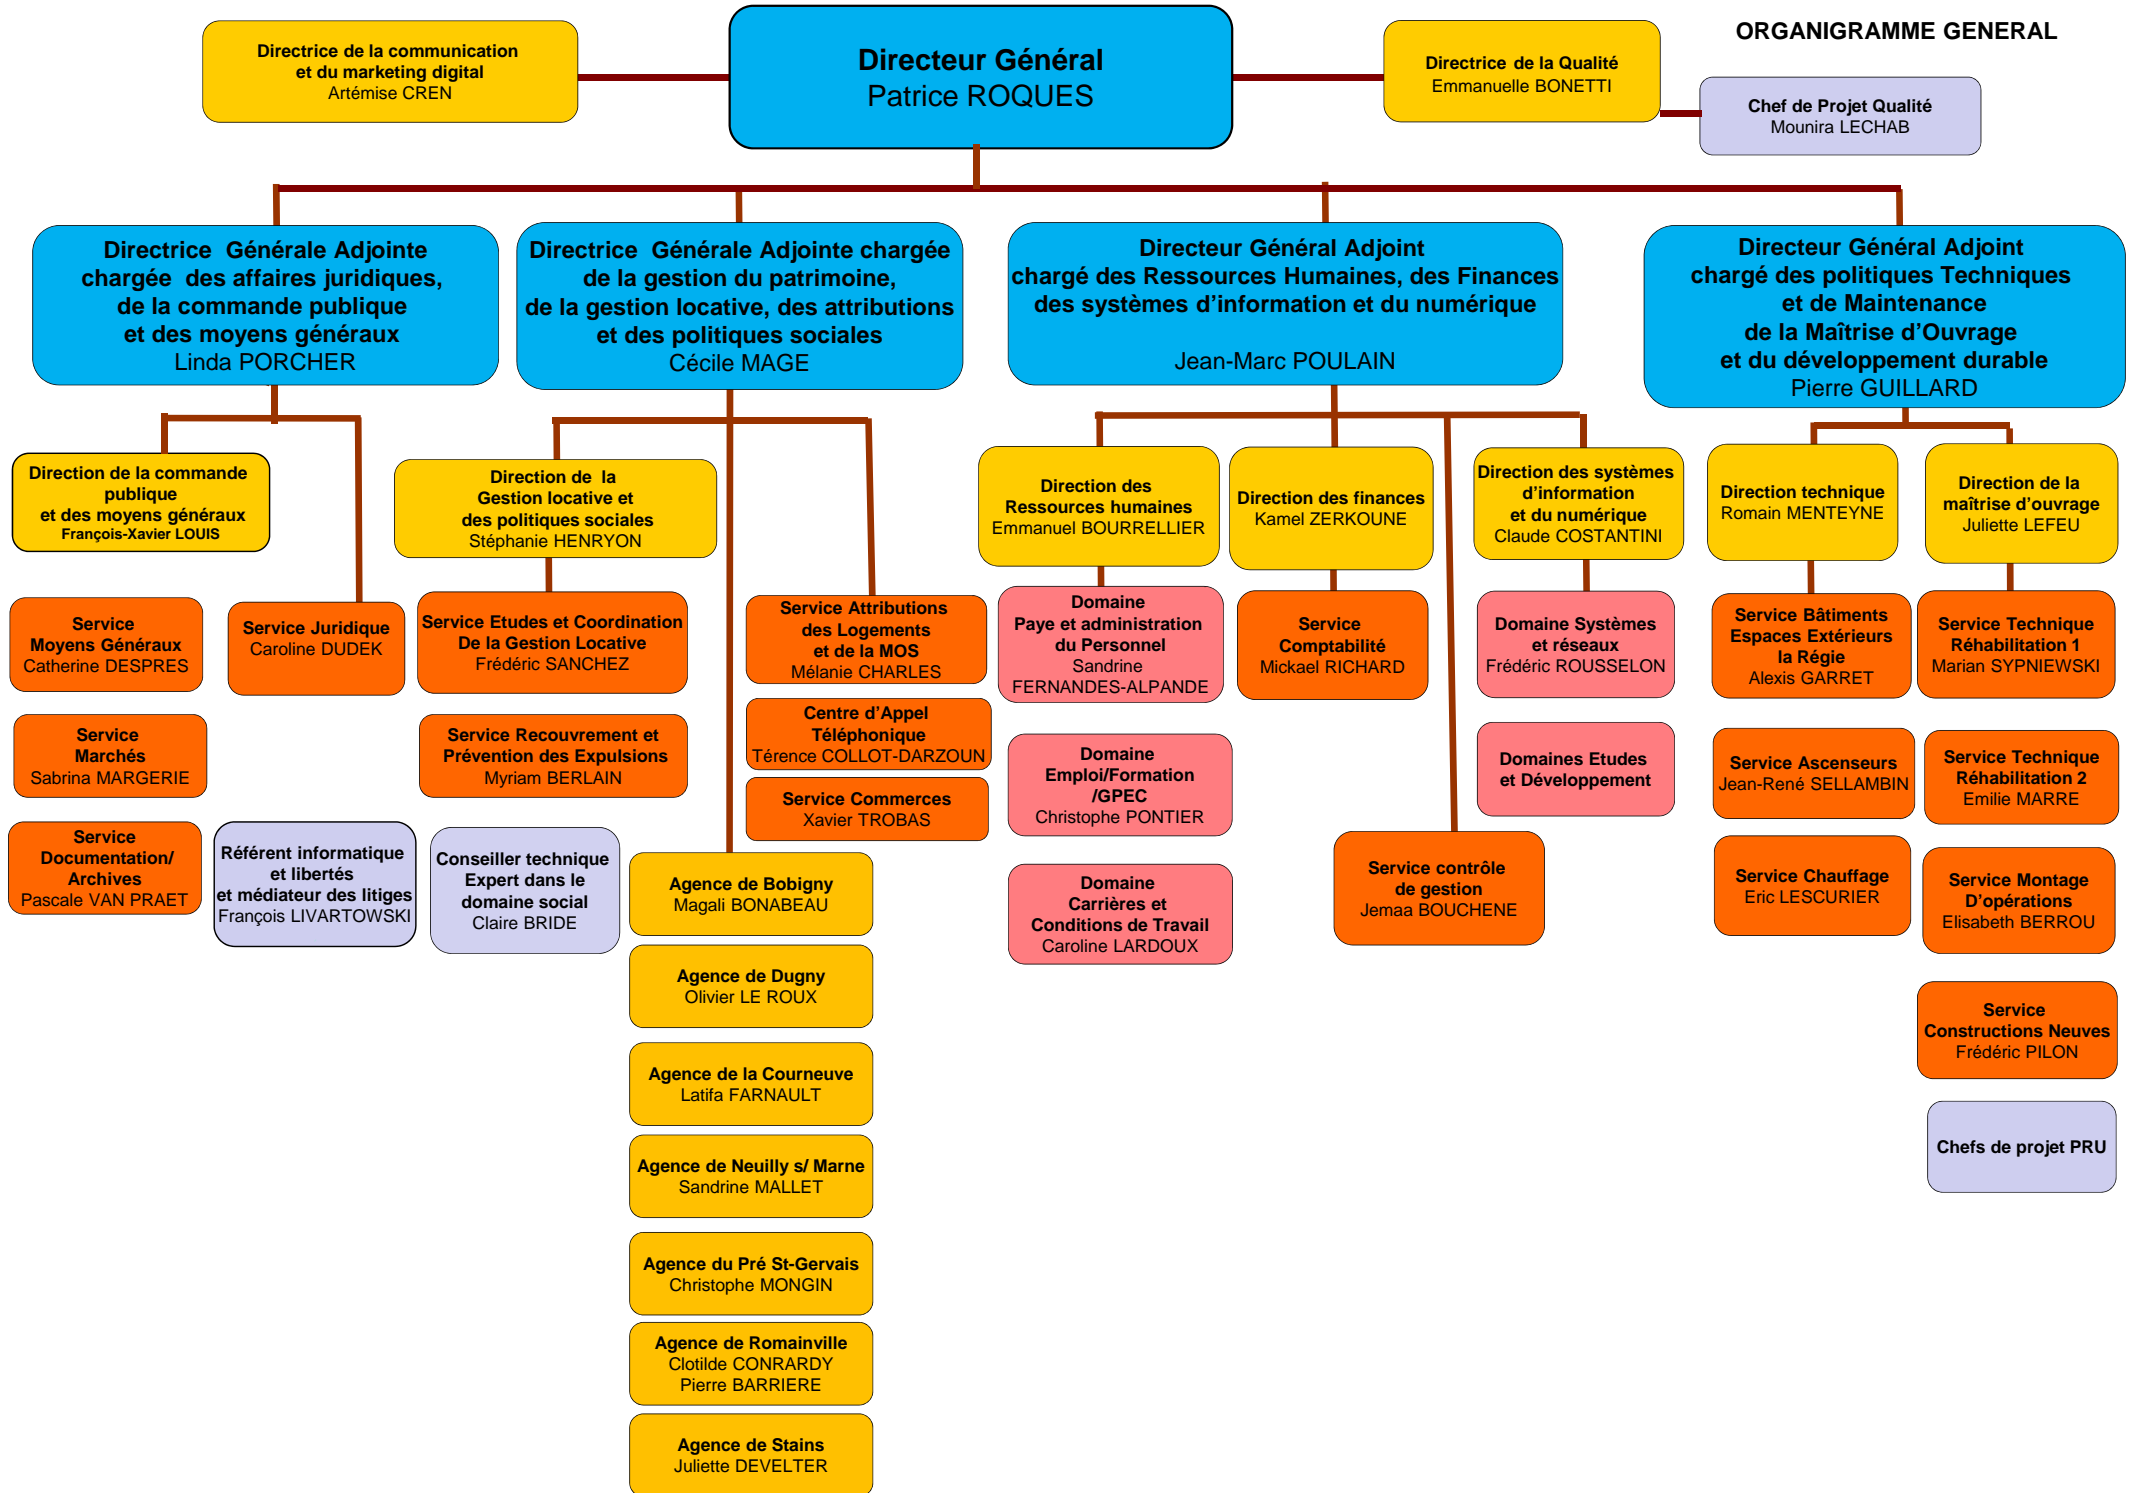 ORGANIGRAMME GENERAL
Directrice de la communication
et du marketing digital
Artémise CREN
Directeur Général
Patrice ROQUES
Directrice de la Qualité
Emmanuelle BONETTI
Chef de Projet Qualité
Mounira LECHAB
Directrice Générale Adjointe
chargée des affaires juridiques,
de la commande publique
et des moyens généraux
Linda PORCHER
Directrice Générale Adjointe chargée
de la gestion du patrimoine,
de la gestion locative, des attributions
et des politiques sociales
Cécile MAGE
Directeur Général Adjoint
chargé des Ressources Humaines, des Finances
des systèmes d’information et du numérique
Jean-Marc POULAIN
Directeur Général Adjoint
chargé des politiques Techniques
et de Maintenance
de la Maîtrise d’Ouvrage
et du développement durable
Pierre GUILLARD
Direction de la commande
publique
et des moyens généraux
François-Xavier LOUIS
Direction de la
Gestion locative et
des politiques sociales
Stéphanie HENRYON
Direction des
Ressources humaines
Emmanuel BOURRELLIER
Direction des finances
Kamel ZERKOUNE
Direction des systèmes
d’information
et du numérique
Claude COSTANTINI
Direction technique
Romain MENTEYNE
Direction de la
maîtrise d’ouvrage
Juliette LEFEU
Service
Moyens Généraux
Catherine DESPRES
Service Juridique
Caroline DUDEK
Service Etudes et Coordination
De la Gestion Locative
Frédéric SANCHEZ
Service Attributions
des Logements
et de la MOS
Mélanie CHARLES
Domaine
Paye et administration
du Personnel
Sandrine
FERNANDES-ALPANDE
Service
Comptabilité
Mickael RICHARD
Domaine Systèmes
et réseaux
Frédéric ROUSSELON
Service Bâtiments
Espaces Extérieurs
la Régie
Alexis GARRET
Service Technique
Réhabilitation 1
Marian SYPNIEWSKI
Service
Marchés
Sabrina MARGERIE
Service Recouvrement et
Prévention des Expulsions
Myriam BERLAIN
Centre d’Appel
Téléphonique
Térence COLLOT-DARZOUN
Service Commerces
Xavier TROBAS
Domaine
Emploi/Formation
/GPEC
Christophe PONTIER
Domaines Etudes
et Développement
Service Ascenseurs
Jean-René SELLAMBIN
Service Technique
Réhabilitation 2
Emilie MARRE
Service
Documentation/
Archives
Pascale VAN PRAET
Référent informatique
et libertés
et médiateur des litiges
François LIVARTOWSKI
Conseiller technique
Expert dans le
domaine social
Claire BRIDE
Agence de Bobigny
Magali BONABEAU
Domaine
Carrières et
Conditions de Travail
Caroline LARDOUX
Service contrôle
de gestion
Jemaa BOUCHENE
Service Chauffage
Eric LESCURIER
Service Montage
D’opérations
Elisabeth BERROU
Agence de Dugny
Olivier LE ROUX
Service
Constructions Neuves
Frédéric PILON
Agence de la Courneuve
Latifa FARNAULT
Chefs de projet PRU
Agence de Neuilly s/ Marne
Sandrine MALLET
Agence du Pré St-Gervais
Christophe MONGIN
Agence de Romainville
Clotilde CONRARDY
Pierre BARRIERE
Agence de Stains
Juliette DEVELTER